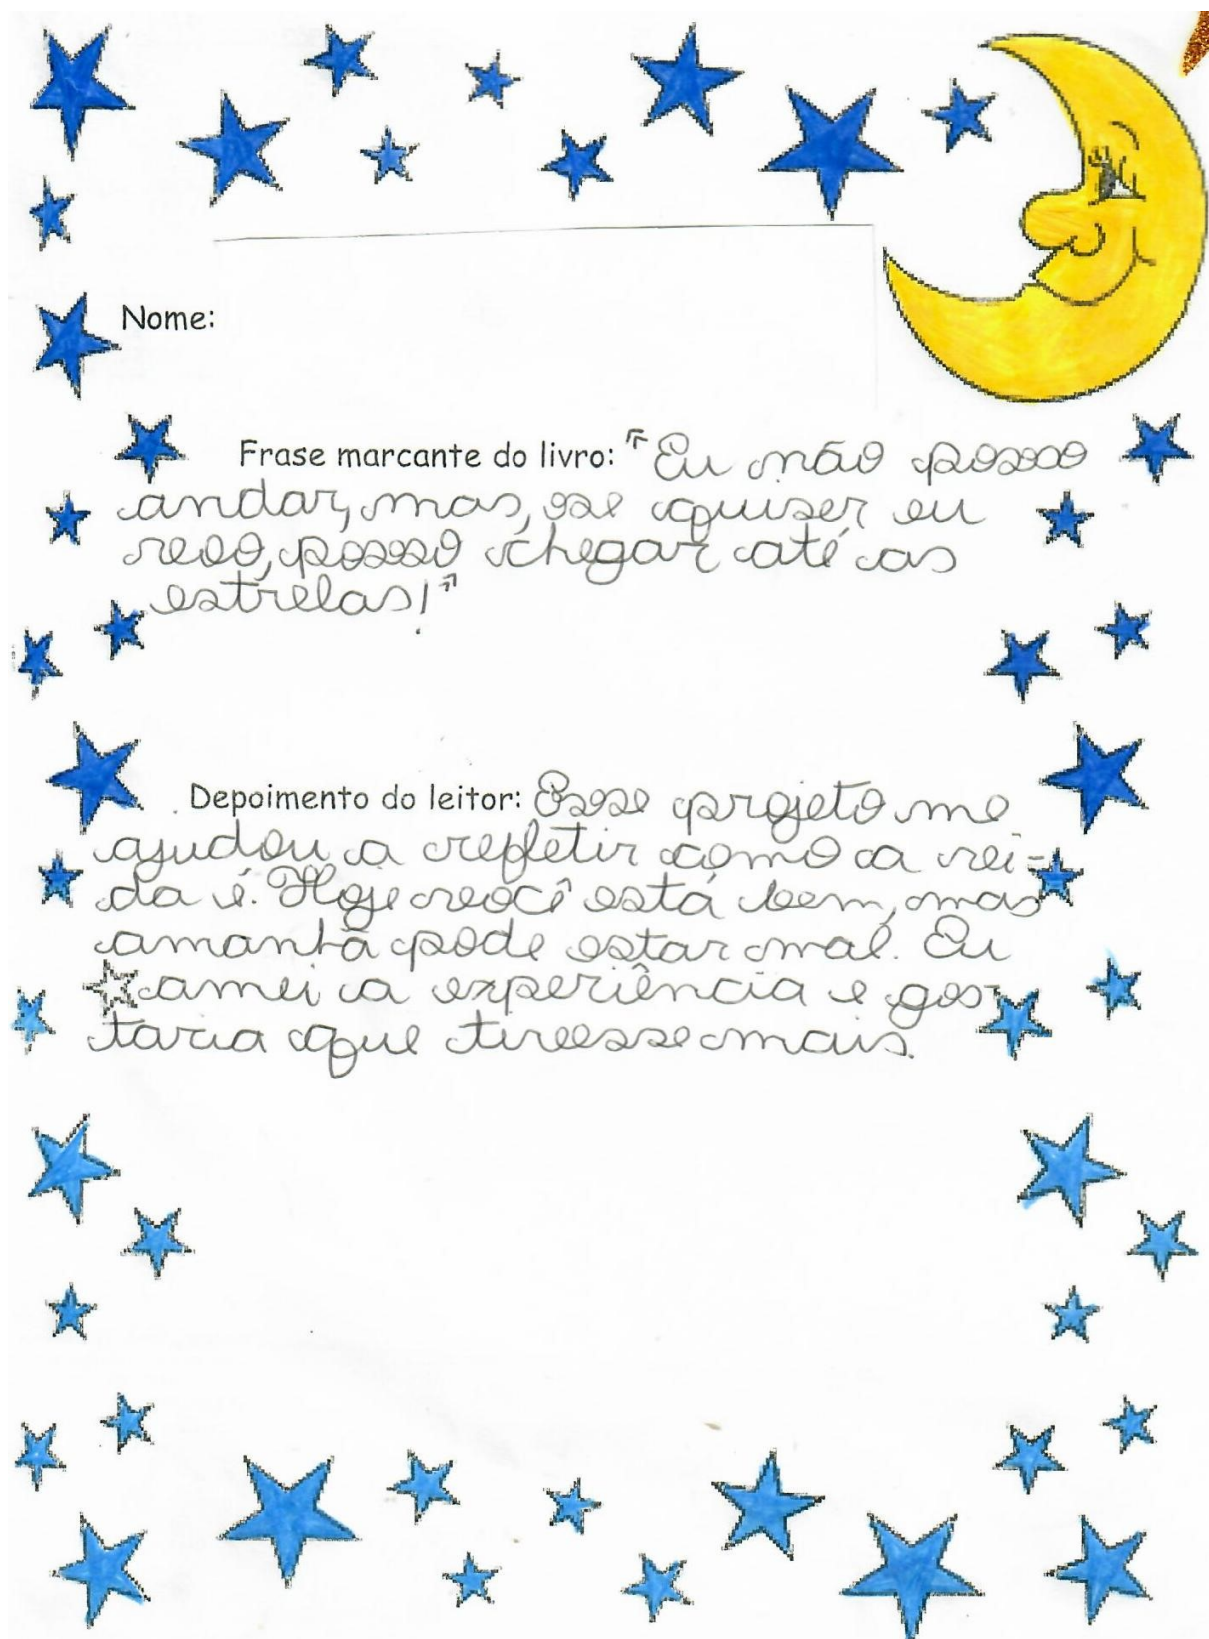 Nome:
Frase marcante do livro: "Eu não posso
andar, mas, se quiser eu
voo, posso chegar até as
estrelas!"
Depoimento do leitor: Esse projeto me
ajudou a refletir como a vi-
da é. Hoje você está bem, mas
amanhã pode estar mal. Eu
amei a experiência e gos
taria que tivesse mais.